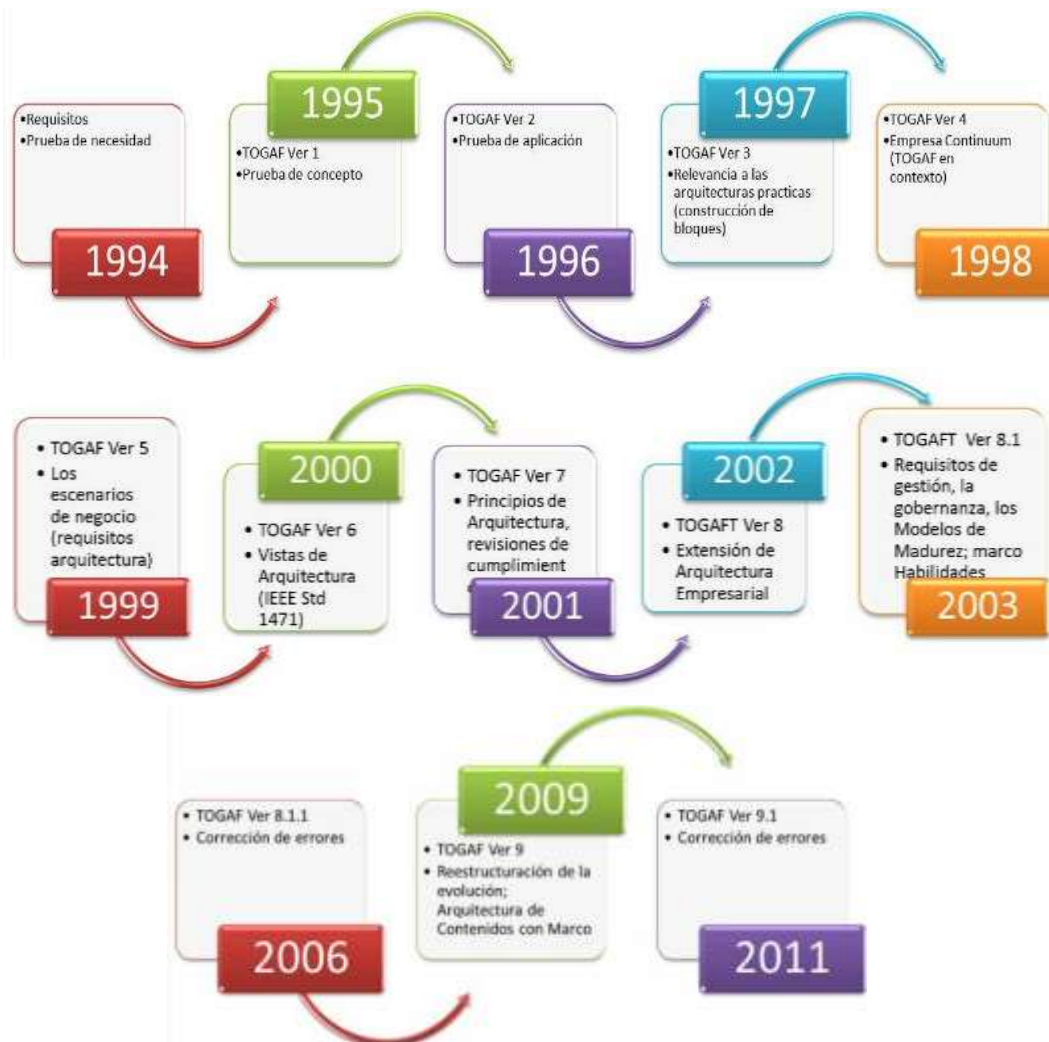 •Requisitos
•Prueba de necesidad
1994
1995
•TOGAF Ver 1
•Prueba de concepto
•TOGAF Ver 2
•Prueba de aplicación
1996
1997
•TOGAF Ver 3
•Relevancia a las
arquitecturas practicas
(construcción de
bloques)
•TOGAF Ver 4
•Empresa Continuum
(TOGAF en
contexto)
1998
• TOGAF Ver 5
• Los
escenarios
de negocio
(requisitos
arquitectura)
1999
2000
• TOGAF Ver 6
• Vistas de
Arquitectura
(IEEE Std
1471)
• TOGAF Ver 7
• Principios de
Arquitectura,
revisiones de
cumplimient
2001
2002
• TOGAFT Ver 8
• Extensión de
Arquitectura
Empresarial
• TOGAFT Ver 8.1
• Requisitos de
gestión, la
gobernanza, los
Modelos de
Madurez; marco
Habilidades
2003
• TOGAF Ver 8.1.1
• Corrección de errores
2006
2009
• TOGAF Ver 9
• Reestructuración de la
evolución;
Arquitectura de
Contenidos con Marco
• TOGAF Ver 9.1
• Corrección de errores
2011